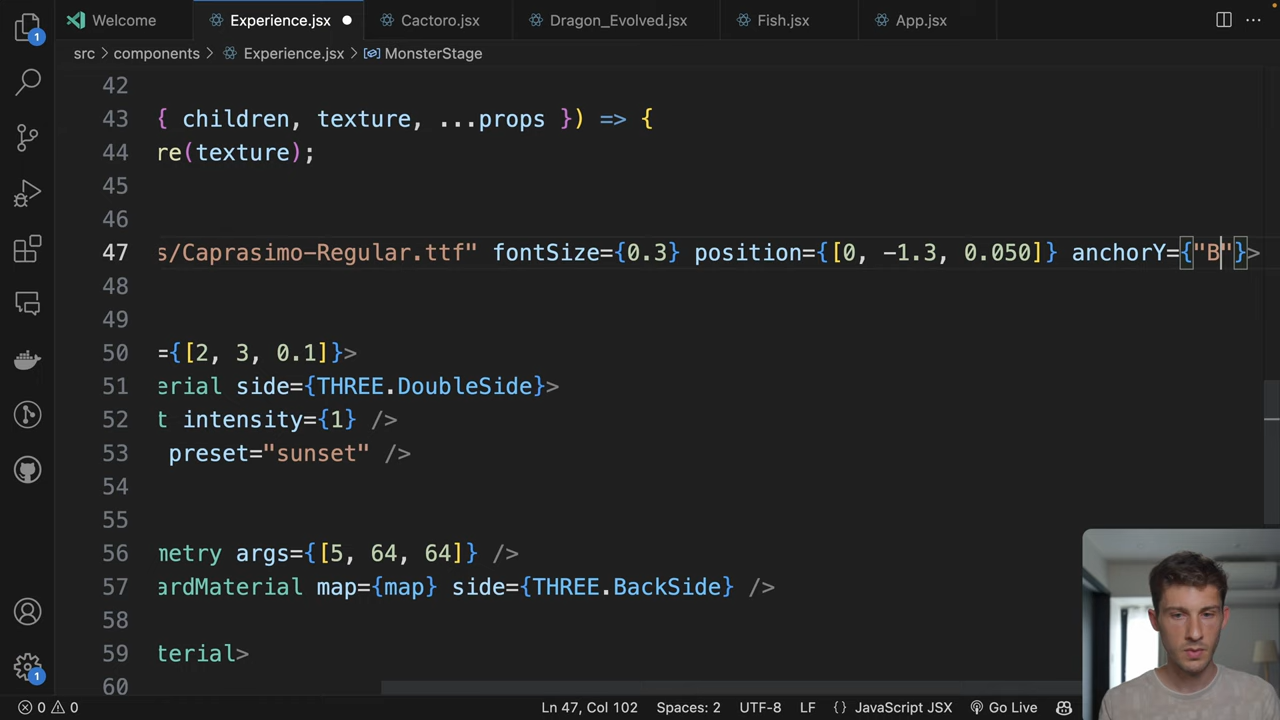 Welcome
Experience.jsx
Cactoro.jsx
Dragon_Evolved.jsx
Fish.jsx
App.jsx
src > components > Experience.jsx > MonsterStage
42
43 { children, texture, ...props }) => {
44 re(texture);
45
46
47 s/Caprasimo-Regular.ttf" fontSize={0.3} position={[0, -1.3, 0.050]} anchorY={"B"}>
48
49
50 ={[2, 3, 0.1]}>
51 erial side={THREE.DoubleSide}>
52 t intensity={1} />
53 preset="sunset" />
54
55
56 metry args={[5, 64, 64]} />
57 ardMaterial map={map} side={THREE.BackSide} />
58
59 terial>
60
1
1
0 0 Ln 47, Col 102 Spaces: 2 UTF-8 LF {} JavaScript JSX Go Live